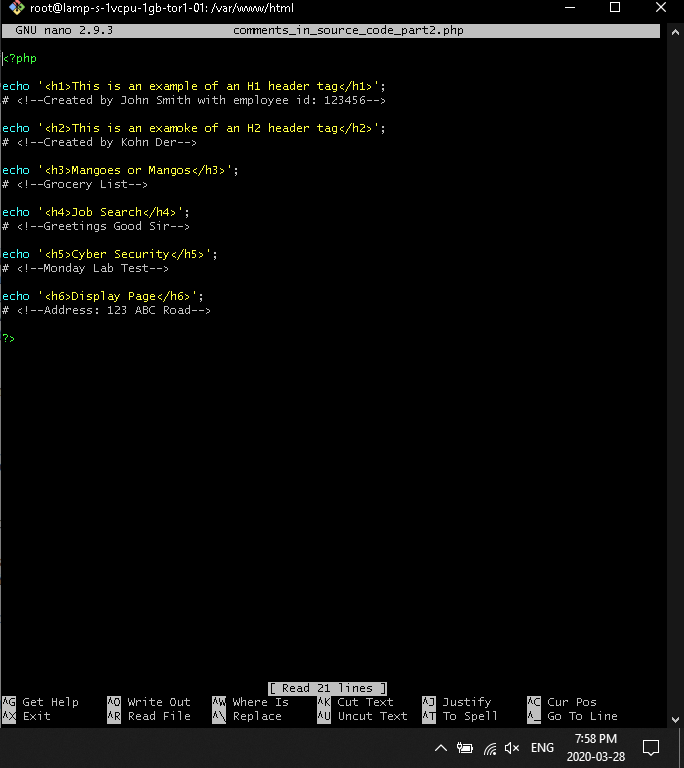 root@lamp-s-1vcpu-1gb-tor1-01: /var/www/html
GNU nano 2.9.3 comments_in_source_code_part2.php
<?php
echo '<h1>This is an example of an H1 header tag</h1>';
# <!--Created by John Smith with employee id: 123456-->
echo '<h2>This is an examoke of an H2 header tag</h2>';
# <!--Created by Kohn Der-->
echo '<h3>Mangoes or Mangos</h3>';
# <!--Grocery List-->
echo '<h4>Job Search</h4>';
# <!--Greetings Good Sir-->
echo '<h5>Cyber Security</h5>';
# <!--Monday Lab Test-->
echo '<h6>Display Page</h6>';
# <!--Address: 123 ABC Road-->
?>
[ Read 21 lines ]
^G Get Help ^O Write Out ^W Where Is ^K Cut Text ^J Justify ^C Cur Pos
^X Exit ^R Read File ^\ Replace ^U Uncut Text ^T To Spell ^_ Go To Line
ENG 7:58 PM
2020-03-28